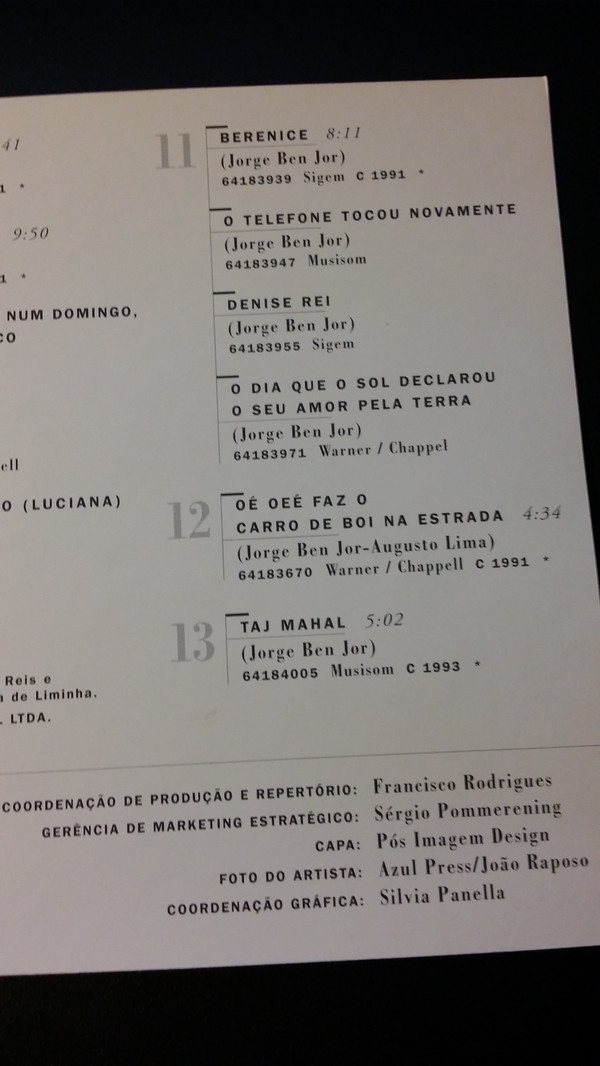 41
1 *
9:50
1 *
NUM DOMINGO,
CO
ell
O (LUCIANA)
Reis e
a de Liminha.
. LTDA.
11 BERENICE 8:11
(Jorge Ben Jor)
64183939 Sigem C 1991 *
O TELEFONE TOCOU NOVAMENTE
(Jorge Ben Jor)
64183947 Musisom
DENISE REI
(Jorge Ben Jor)
64183955 Sigem
O DIA QUE O SOL DECLAROU
O SEU AMOR PELA TERRA
(Jorge Ben Jor)
64183971 Warner / Chappel
12 OÉ OEÉ FAZ O
CARRO DE BOI NA ESTRADA 4:34
(Jorge Ben Jor-Augusto Lima)
64183670 Warner / Chappell C 1991 *
13 TAJ MAHAL 5:02
(Jorge Ben Jor)
64184005 Musisom C 1993 *
COORDENAÇÃO DE PRODUÇÃO E REPERTÓRIO: Francisco Rodrigues
GERÊNCIA DE MARKETING ESTRATÉGICO: Sérgio Pommerening
CAPA: Pós Imagem Design
FOTO DO ARTISTA: Azul Press/João Raposo
COORDENAÇÃO GRÁFICA: Silvia Panella